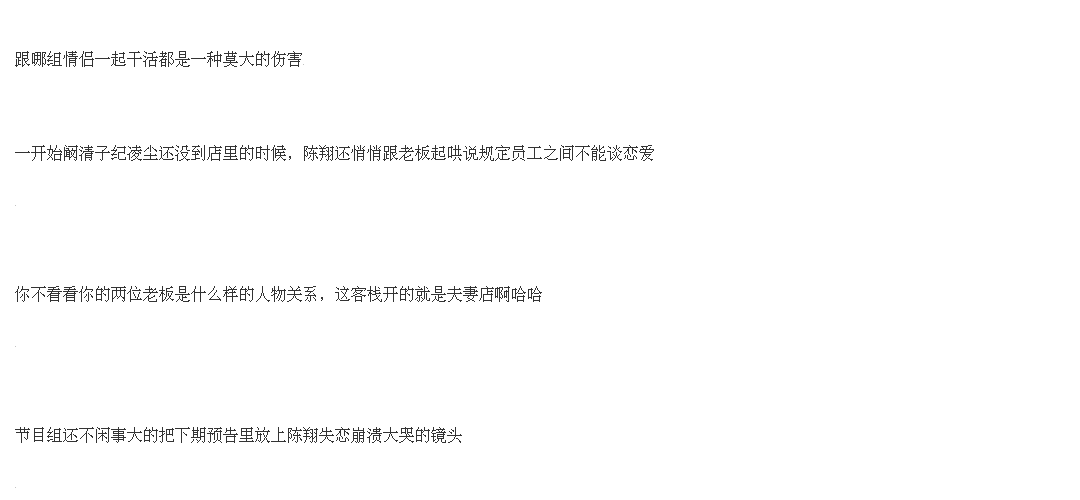 跟哪组情侣一起干活都是一种莫大的伤害
一开始阚清子纪凌尘还没到店里的时候，陈翔还悄悄跟老板起哄说规定员工之间不能谈恋爱
你不看看你的两位老板是什么样的人物关系，这客栈开的就是夫妻店啊哈哈
节目组还不闲事大的把下期预告里放上陈翔失恋崩溃大哭的镜头